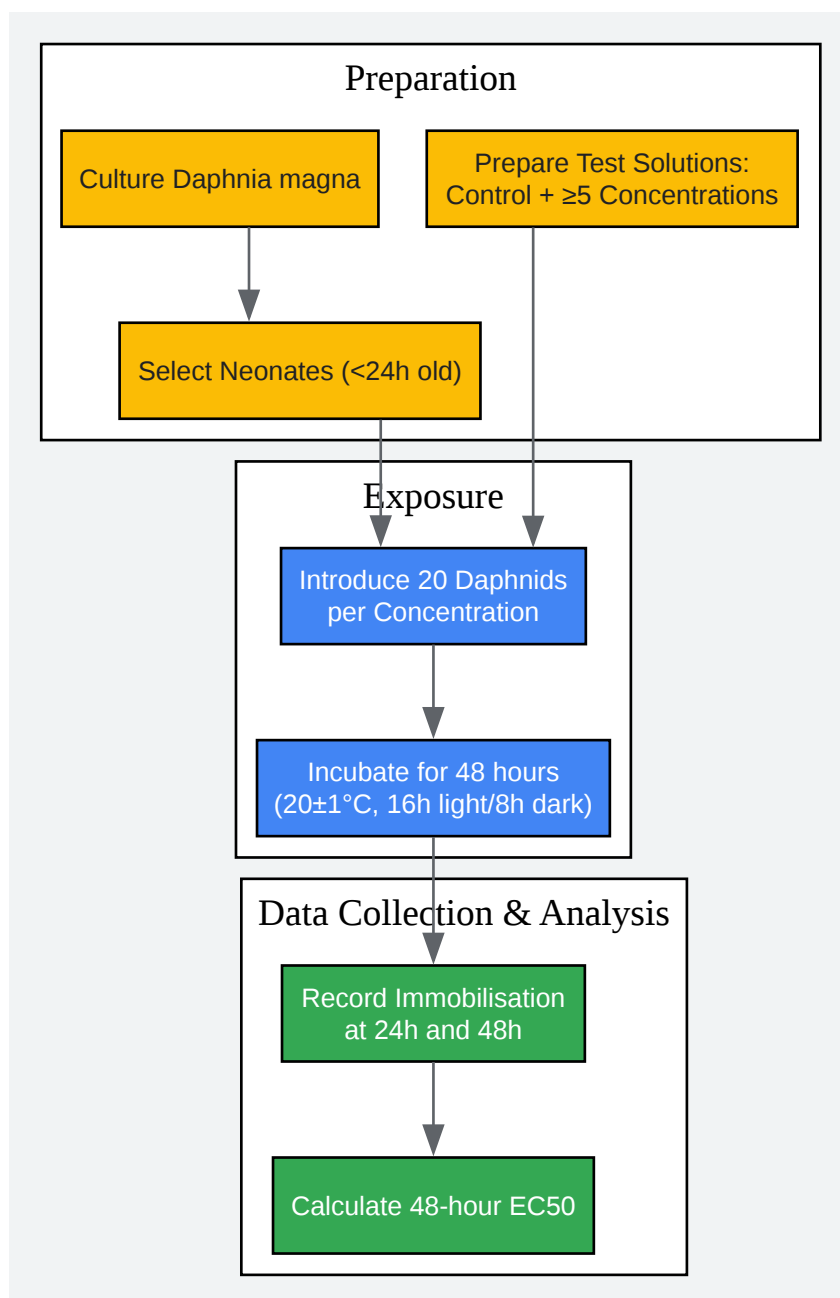 Preparation
Culture Daphnia magna
Prepare Test Solutions:
Control + ≥5 Concentrations
Select Neonates (<24h old)
Exposure
Introduce 20 Daphnids
per Concentration
Incubate for 48 hours
(20±1°C, 16h light/8h dark)
Data Collection & Analysis
Record Immobilisation
at 24h and 48h
Calculate 48-hour EC50